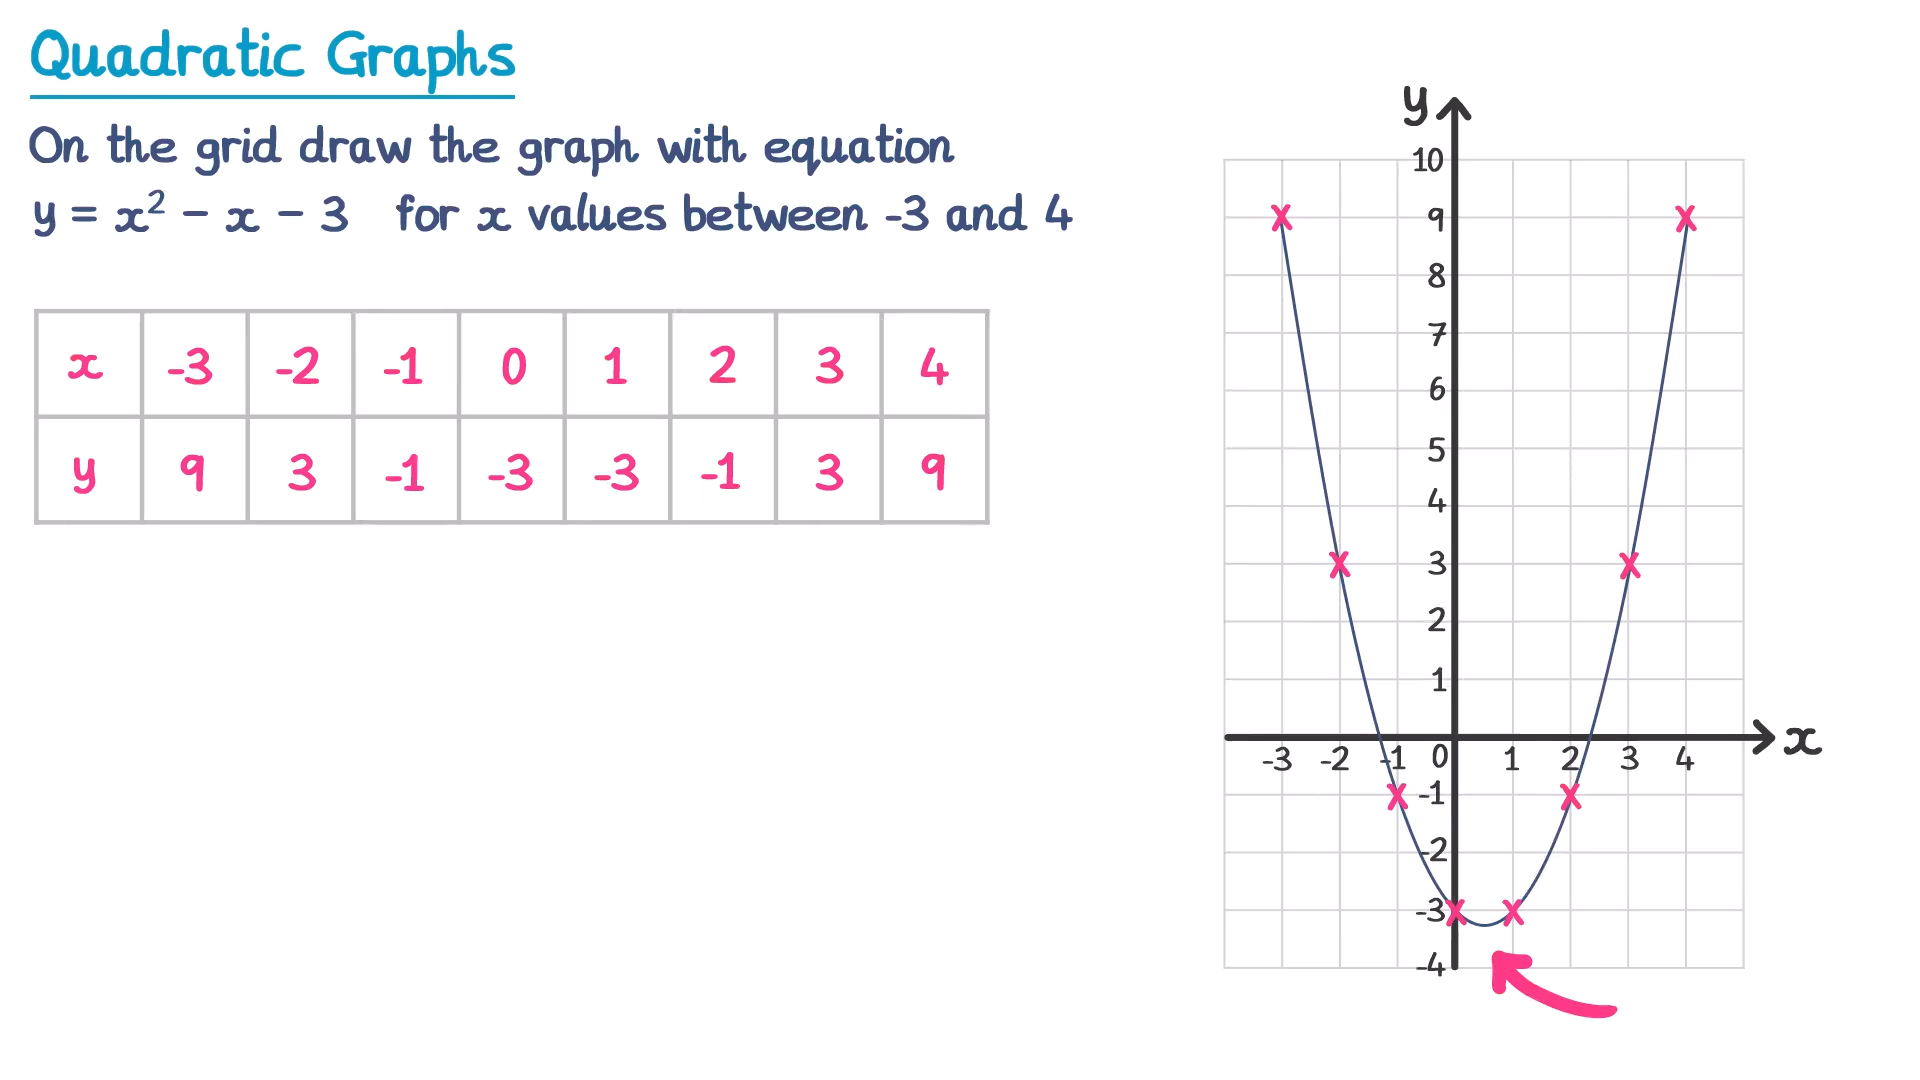 Quadratic Graphs
On the grid draw the graph with equation
y = x² − x − 3 for x values between -3 and 4
x -3 -2 -1 0 1 2 3 4
y 9 3 -1 -3 -3 -1 3 9
y
10
9
8
7
6
5
4
3
2
1
-3 -2 -1 0 1 2 3 4 x
-1
-2
-3
-4